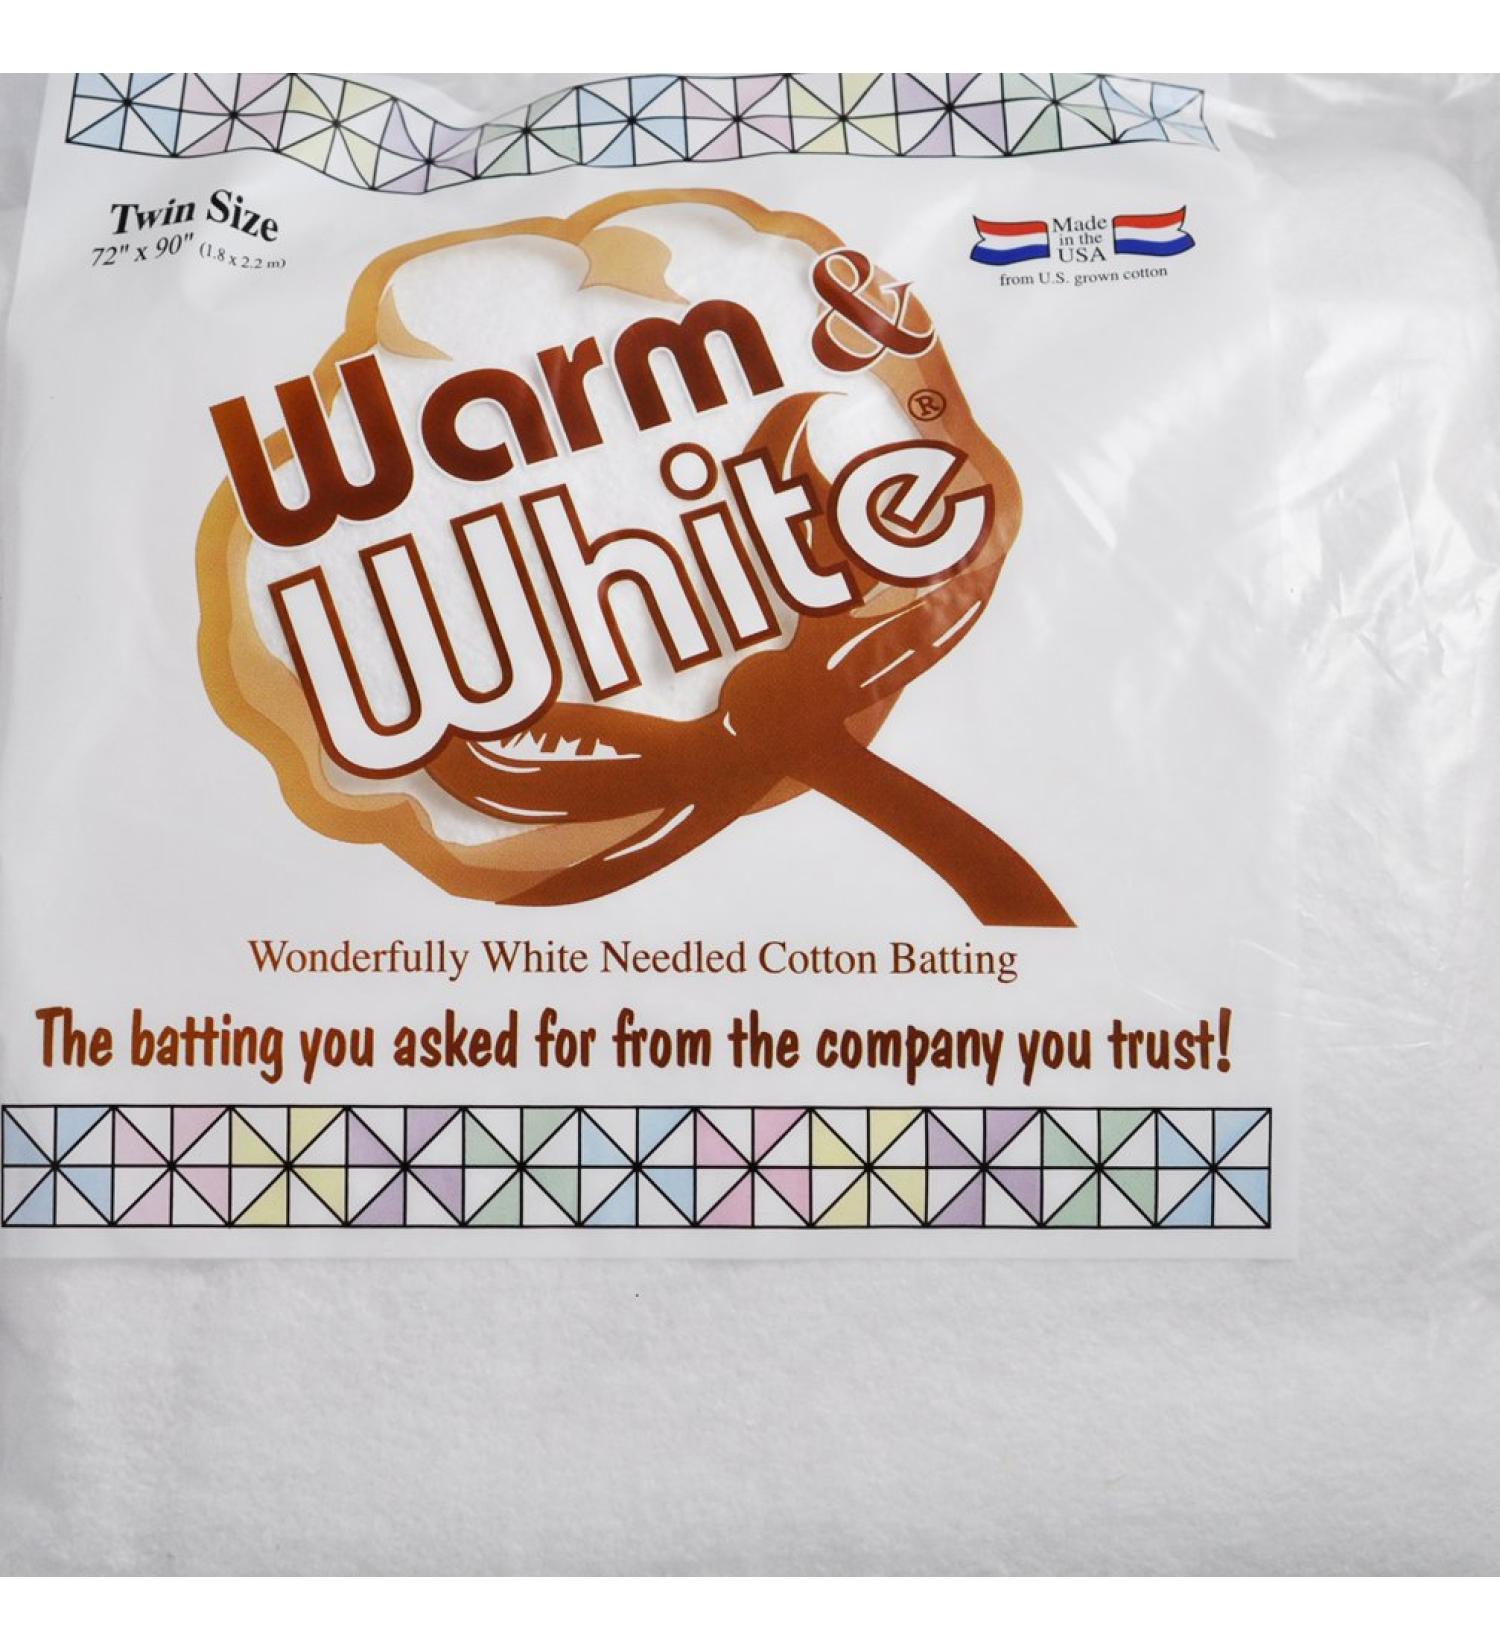 Twin Size
72" x 90" (1.8 x 2.2 m)
Made
in the
USA
from U.S. grown cotton
Warm &
White®
Wonderfully White Needled Cotton Batting
The batting you asked for from the company you trust!